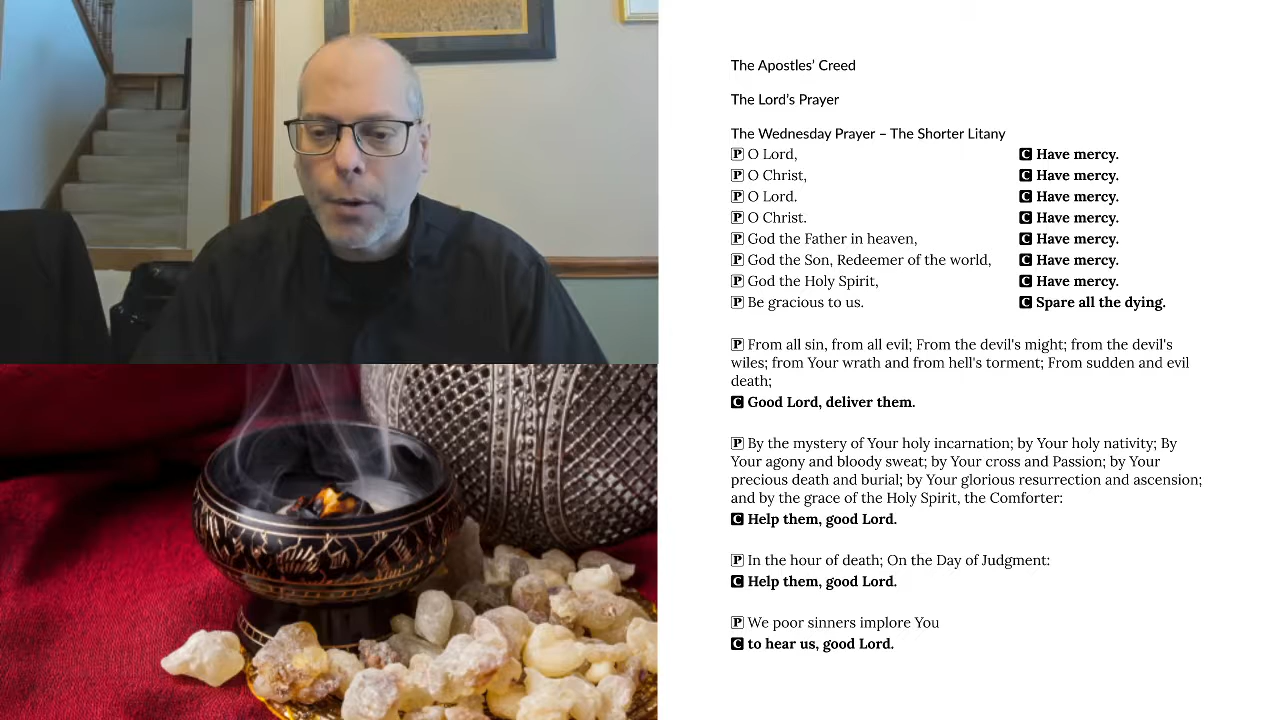 The Apostles' Creed
The Lord's Prayer
The Wednesday Prayer – The Shorter Litany
P O Lord, C Have mercy.
P O Christ, C Have mercy.
P O Lord. C Have mercy.
P O Christ. C Have mercy.
P God the Father in heaven, C Have mercy.
P God the Son, Redeemer of the world, C Have mercy.
P God the Holy Spirit, C Have mercy.
P Be gracious to us. C Spare all the dying.
P From all sin, from all evil; From the devil's might; from the devil's
wiles; from Your wrath and from hell's torment; From sudden and evil
death;
C Good Lord, deliver them.
P By the mystery of Your holy incarnation; by Your holy nativity; By
Your agony and bloody sweat; by Your cross and Passion; by Your
precious death and burial; by Your glorious resurrection and ascension;
and by the grace of the Holy Spirit, the Comforter:
C Help them, good Lord.
P In the hour of death; On the Day of Judgment:
C Help them, good Lord.
P We poor sinners implore You
C to hear us, good Lord.